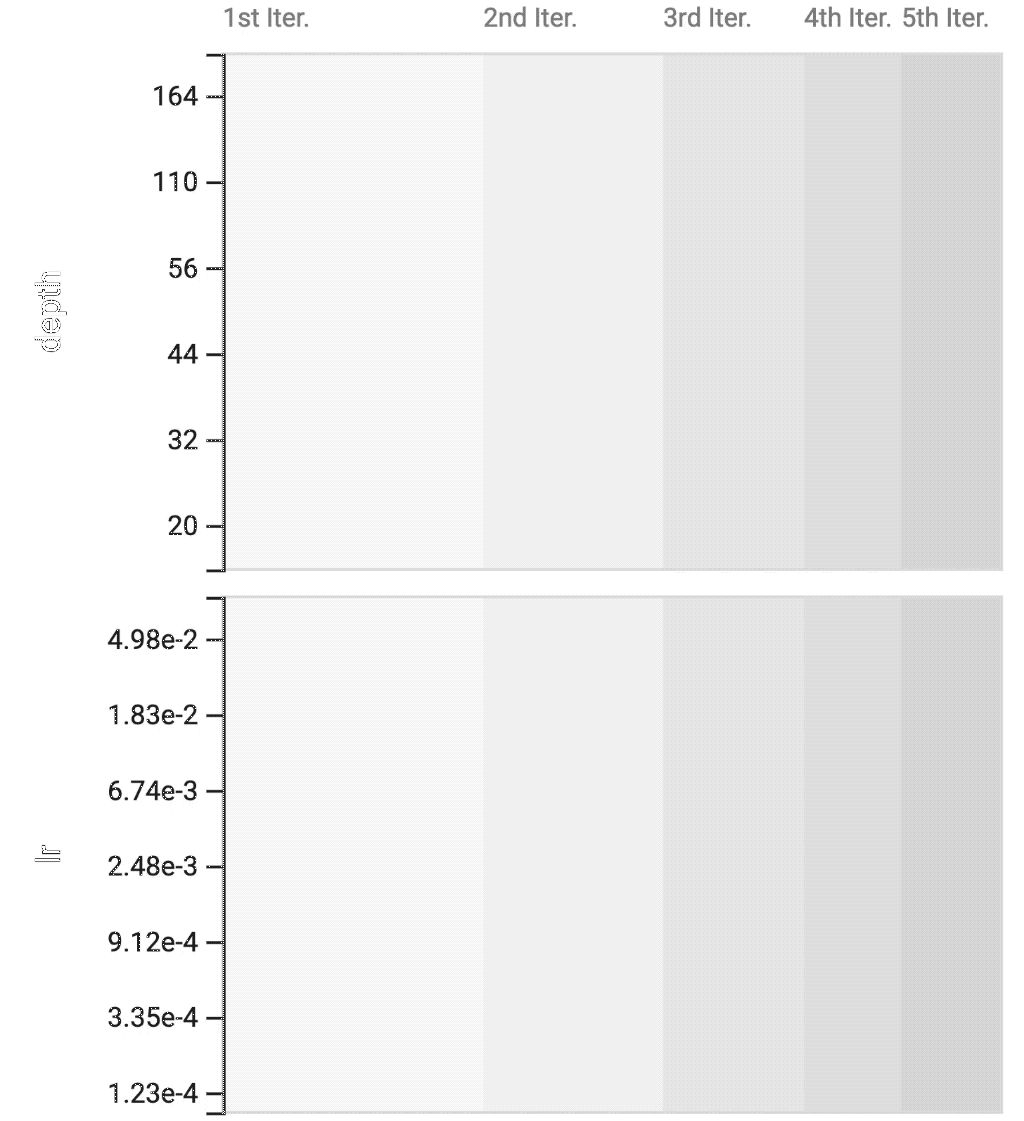 1st Iter. 2nd Iter. 3rd Iter. 4th Iter. 5th Iter.
depth
164
110
56
44
32
20
lr
4.98e-2
1.83e-2
6.74e-3
2.48e-3
9.12e-4
3.35e-4
1.23e-4